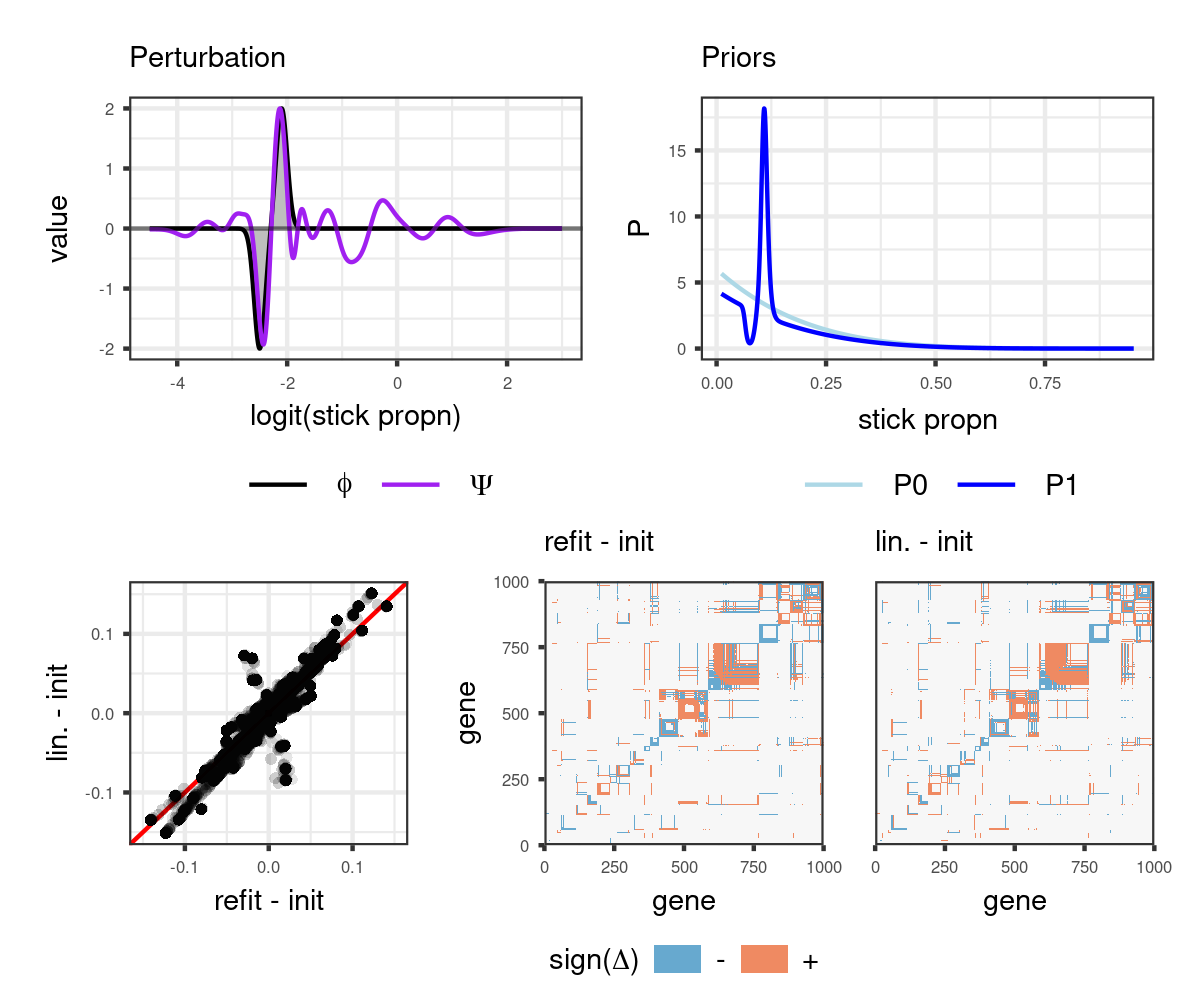 Perturbation
value
2
1
0
-1
-2
-4
-2
0
2
logit(stick propn)
ϕ
Ψ
Priors
P
15
10
5
0
0.00
0.25
0.50
0.75
stick propn
P0
P1
lin. - init
0.1
0.0
-0.1
-0.1
0.0
0.1
refit - init
refit - init
gene
1000
750
500
250
0
0
250
500
750
1000
gene
lin. - init
0
250
500
750
1000
gene
sign(Δ)
-
+